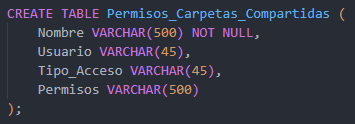 CREATE TABLE Permisos_Carpetas_Compartidas (
    Nombre VARCHAR(500) NOT NULL,
    Usuario VARCHAR(45),
    Tipo_Acceso VARCHAR(45),
    Permisos VARCHAR(500)
);